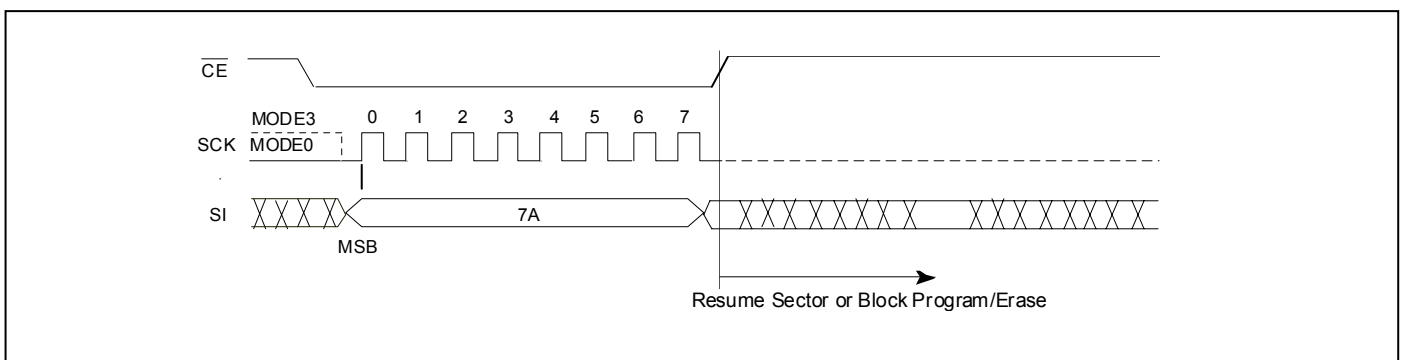 CE
MODE3 0 1 2 3 4 5 6 7
SCK MODE0
SI 7A
MSB
Resume Sector or Block Program/Erase